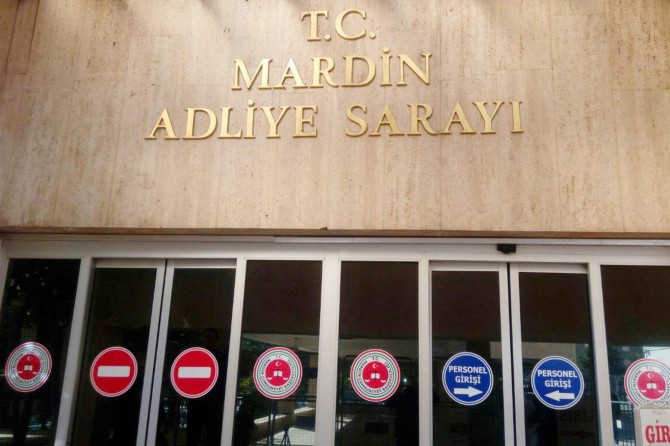 T.C.
MARDİN
ADLİYE SARAYI
PERSONEL
GİRİŞİ
PERSONEL
GİRİŞİ